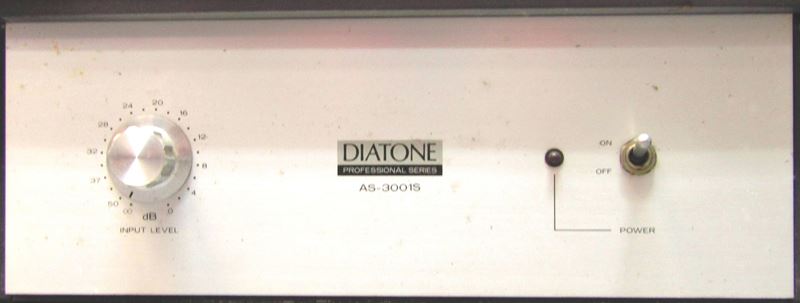 24 20 16
28 12
32 8
37 4
50 ∞ 0
dB
INPUT LEVEL
DIATONE
PROFESSIONAL SERIES
AS-3001S
ON
OFF
POWER